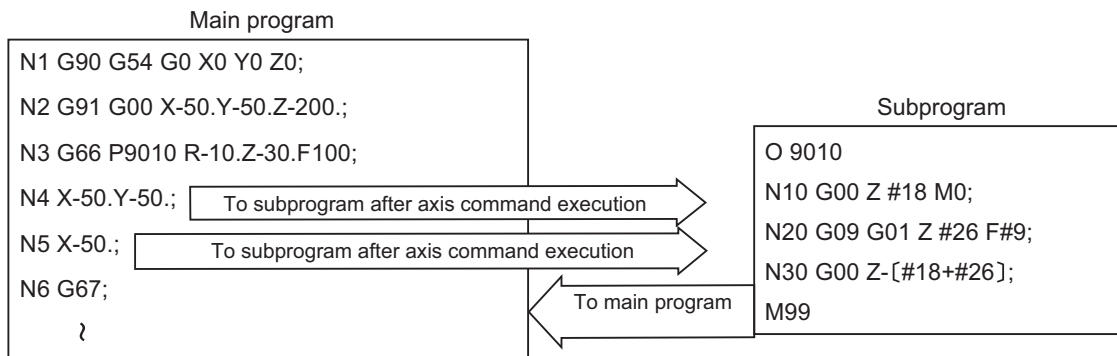 Main program
N1 G90 G54 G0 X0 Y0 Z0;
N2 G91 G00 X-50.Y-50.Z-200.;
N3 G66 P9010 R-10.Z-30.F100;
N4 X-50.Y-50.;
To subprogram after axis command execution
N5 X-50.;
To subprogram after axis command execution
N6 G67;
~
To main program
Subprogram
O 9010
N10 G00 Z #18 M0;
N20 G09 G01 Z #26 F#9;
N30 G00 Z-〔#18+#26〕;
M99